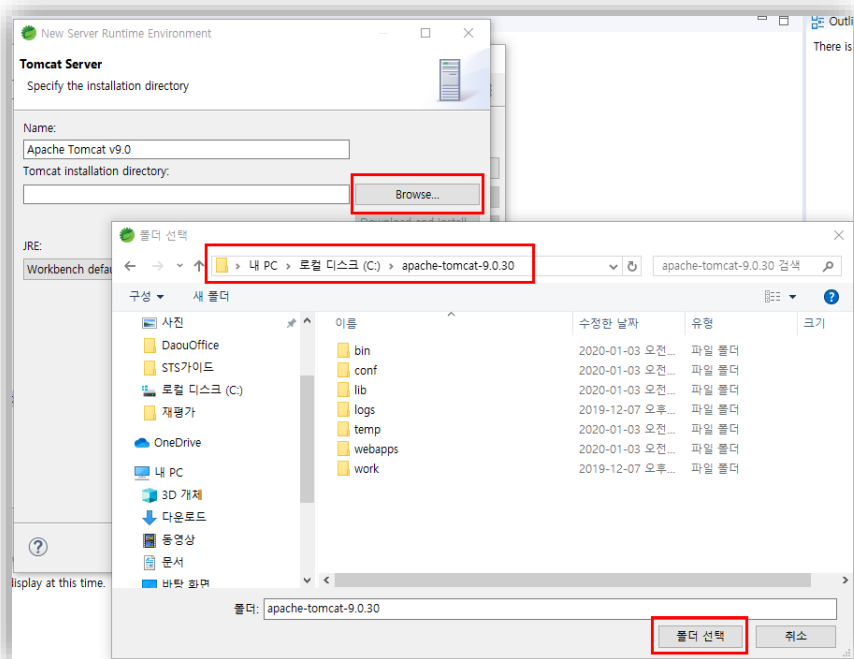 New Server Runtime Environment
Outli
There is
Tomcat Server
Specify the installation directory
Name:
Apache Tomcat v9.0
Tomcat installation directory:
Browse...
Download and Install...
JRE:
Workbench defau
폴더 선택
내 PC > 로컬 디스크 (C:) > apache-tomcat-9.0.30
apache-tomcat-9.0.30 검색
구성 새 폴더
이름 수정한 날짜 유형 크기
사진
DaouOffice
STS가이드
로컬 디스크 (C:)
재평가
OneDrive
내 PC
3D 개체
다운로드
동영상
문서
바탕 화면
bin 2020-01-03 오전... 파일 폴더
conf 2020-01-03 오전... 파일 폴더
lib 2020-01-03 오전... 파일 폴더
logs 2019-12-07 오후... 파일 폴더
temp 2020-01-03 오전... 파일 폴더
webapps 2020-01-03 오전... 파일 폴더
work 2019-12-07 오후... 파일 폴더
isplay at this time.
폴더: apache-tomcat-9.0.30
폴더 선택 취소